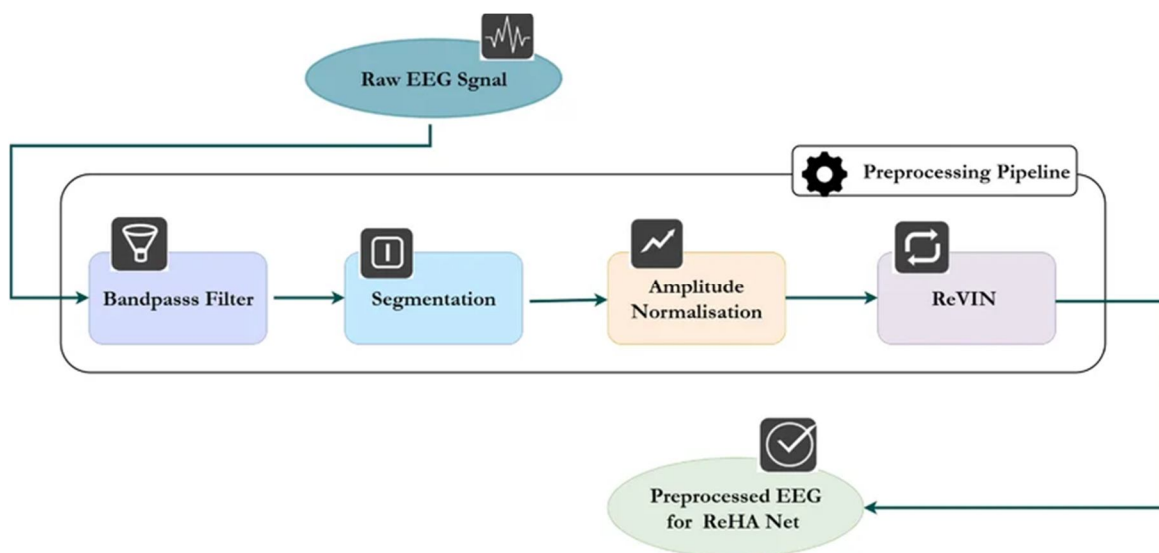 Raw EEG Sgnal
Preprocessing Pipeline
Bandpasss Filter
Segmentation
Amplitude
Normalisation
ReVIN
Preprocessed EEG
for ReHA Net